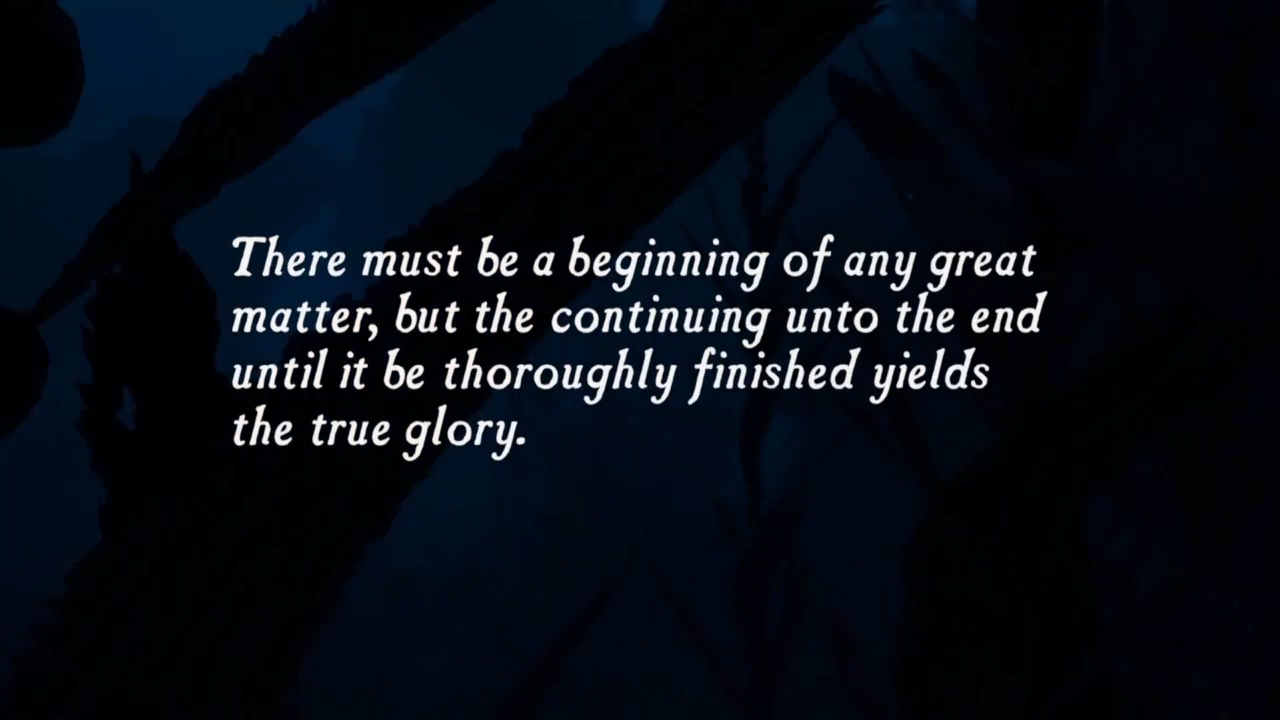 There must be a beginning of any great
matter, but the continuing unto the end
until it be thoroughly finished yields
the true glory.